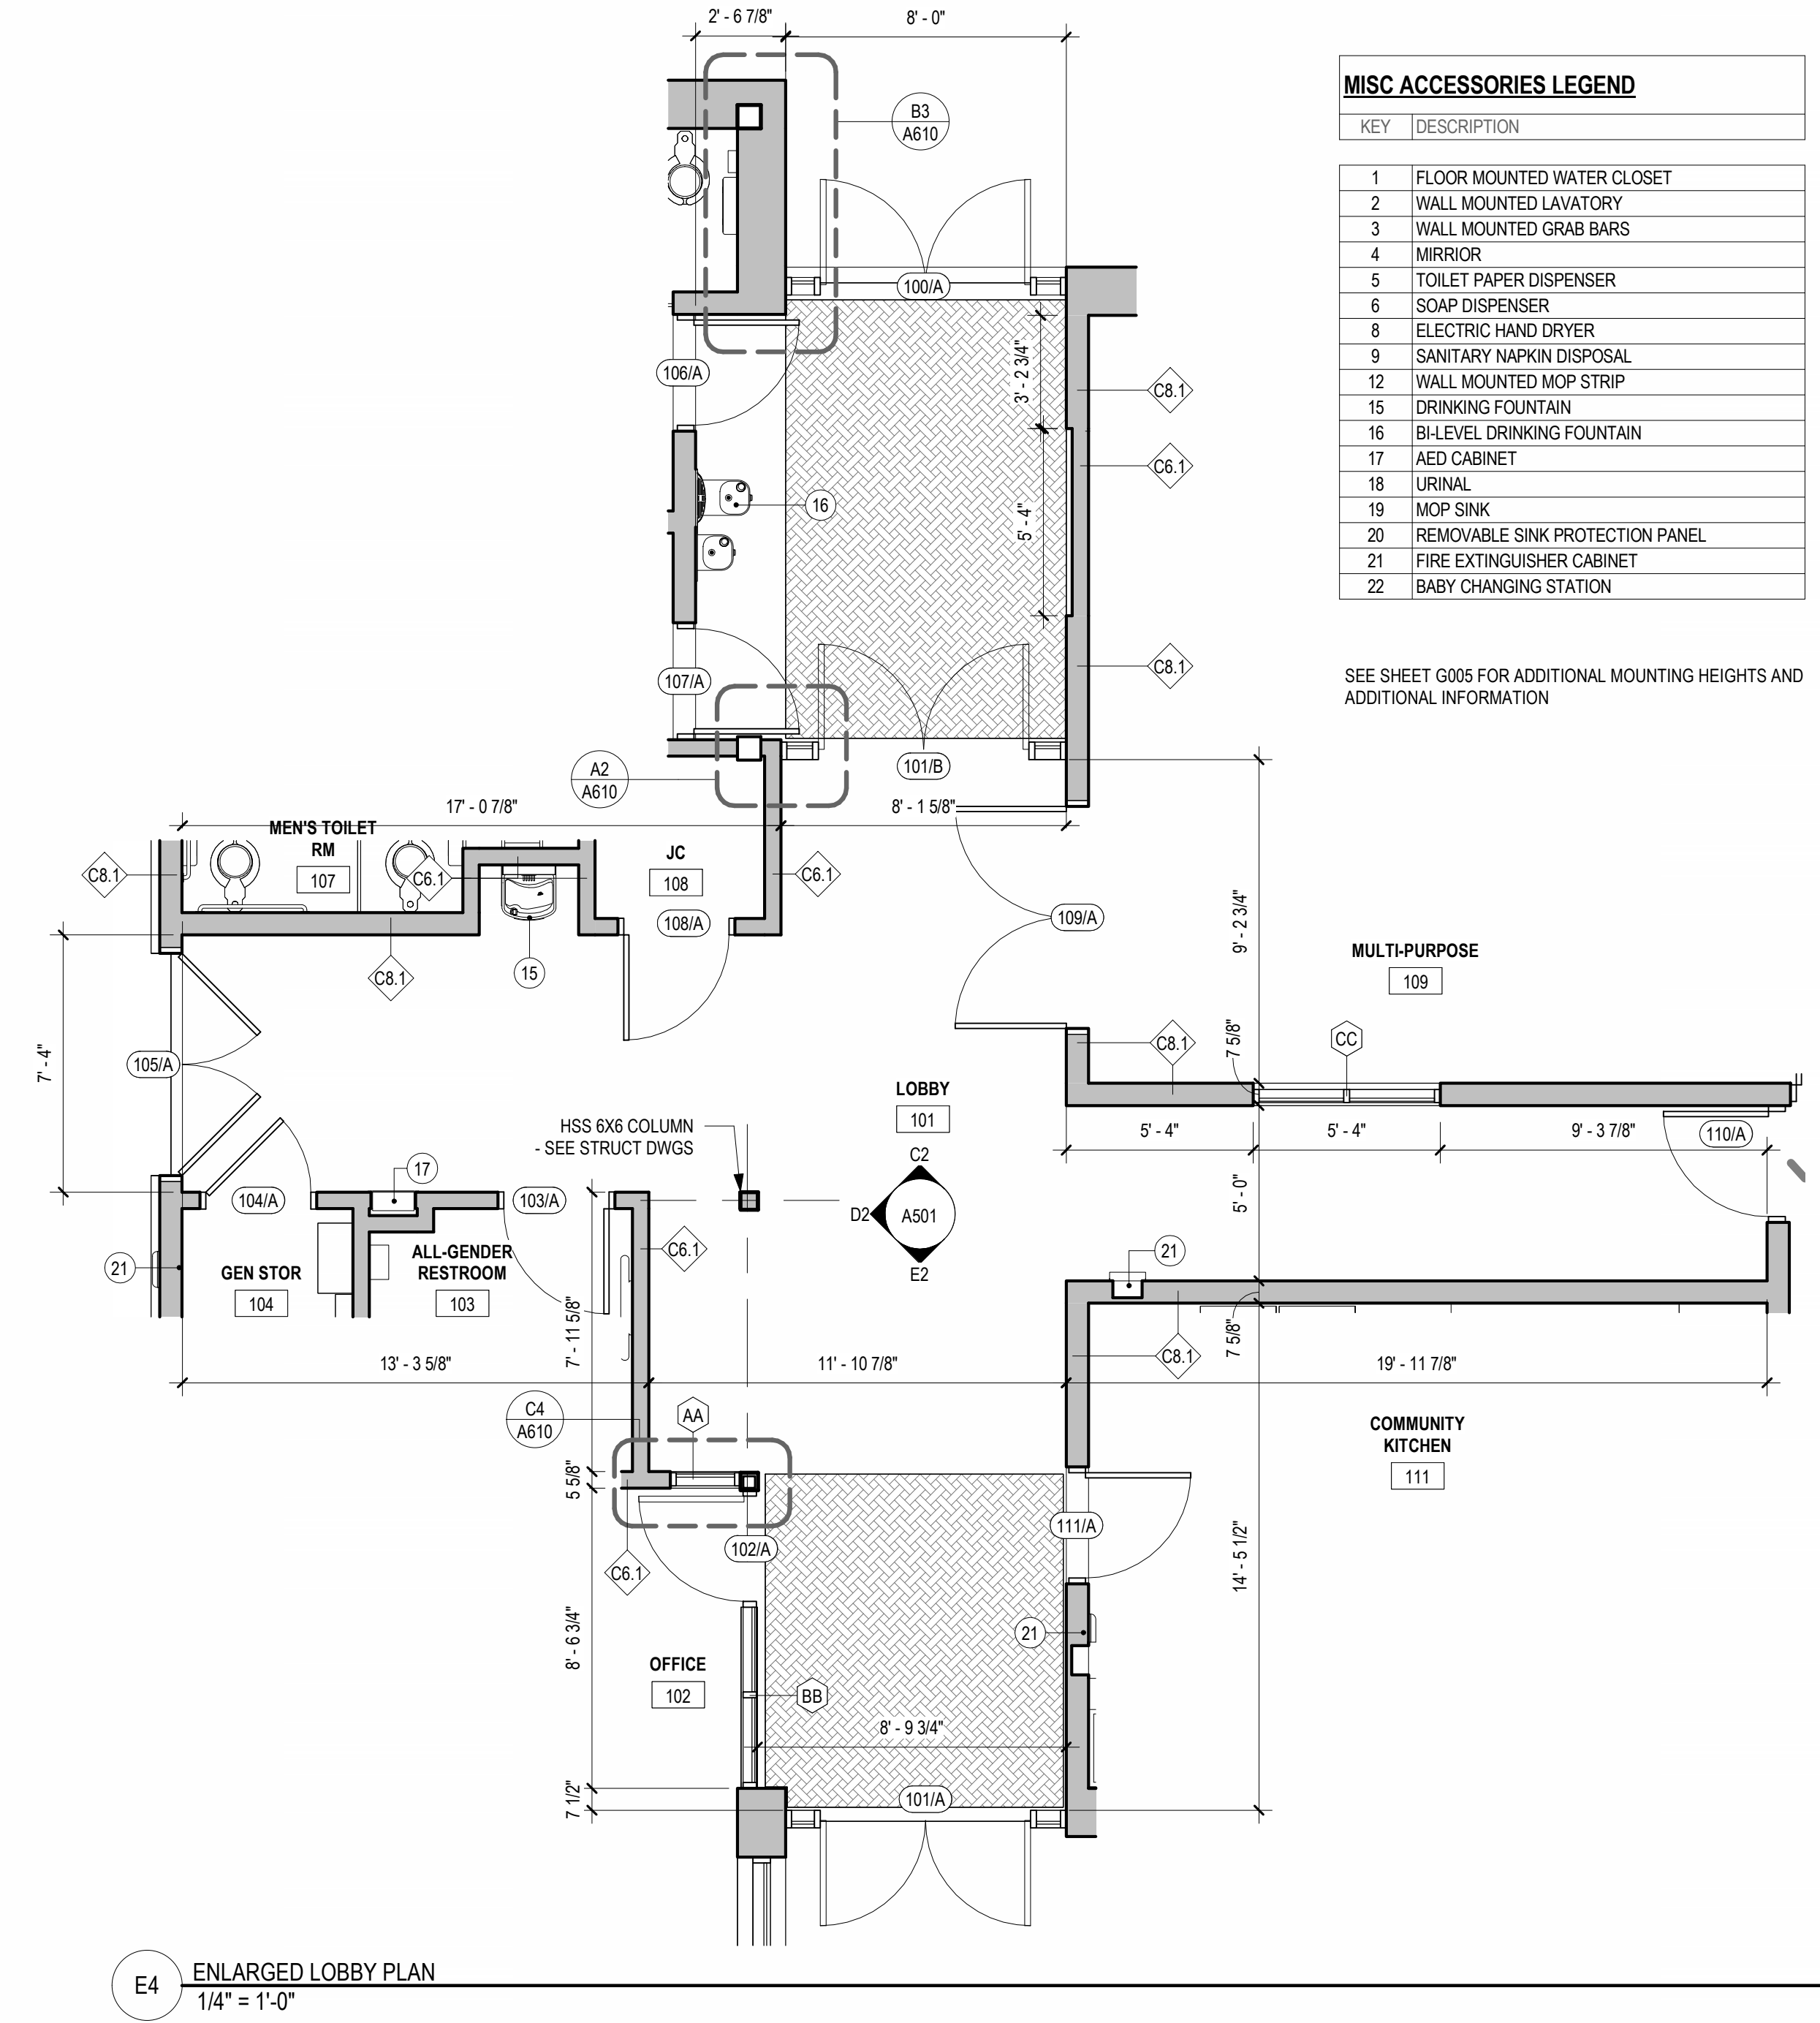 2' - 6 7/8"
8' - 0"
B3
A610
100/A
3' - 2 3/4"
106/A
C8.1
C6.1
16
5' - 4"
C8.1
107/A
A2
A610
101/B
17' - 0 7/8"
8' - 1 5/8"
MEN'S TOILET
RM
107
C8.1
C6.1
JC
108
C6.1
108/A
109/A
15
C8.1
9' - 2 3/4"
MULTI-PURPOSE
109
7' - 4"
105/A
C8.1
7 5/8"
CC
LOBBY
101
HSS 6X6 COLUMN
- SEE STRUCT DWGS
5' - 4"
5' - 4"
9' - 3 7/8"
110/A
17
C2
104/A
103/A
D2
A501
E2
5' - 0"
21
GEN STOR
104
ALL-GENDER
RESTROOM
103
C6.1
21
7' - 11 5/8"
7 5/8"
C8.1
13' - 3 5/8"
11' - 10 7/8"
19' - 11 7/8"
C4
A610
AA
COMMUNITY
KITCHEN
111
5 5/8"
102/A
111/A
C6.1
14' - 5 1/2"
8' - 6 3/4"
21
OFFICE
102
BB
8' - 9 3/4"
7 1/2"
101/A
MISC ACCESSORIES LEGEND
KEY DESCRIPTION
1 FLOOR MOUNTED WATER CLOSET
2 WALL MOUNTED LAVATORY
3 WALL MOUNTED GRAB BARS
4 MIRRIOR
5 TOILET PAPER DISPENSER
6 SOAP DISPENSER
8 ELECTRIC HAND DRYER
9 SANITARY NAPKIN DISPOSAL
12 WALL MOUNTED MOP STRIP
15 DRINKING FOUNTAIN
16 BI-LEVEL DRINKING FOUNTAIN
17 AED CABINET
18 URINAL
19 MOP SINK
20 REMOVABLE SINK PROTECTION PANEL
21 FIRE EXTINGUISHER CABINET
22 BABY CHANGING STATION
SEE SHEET G005 FOR ADDITIONAL MOUNTING HEIGHTS AND
ADDITIONAL INFORMATION
E4
ENLARGED LOBBY PLAN
1/4" = 1'-0"